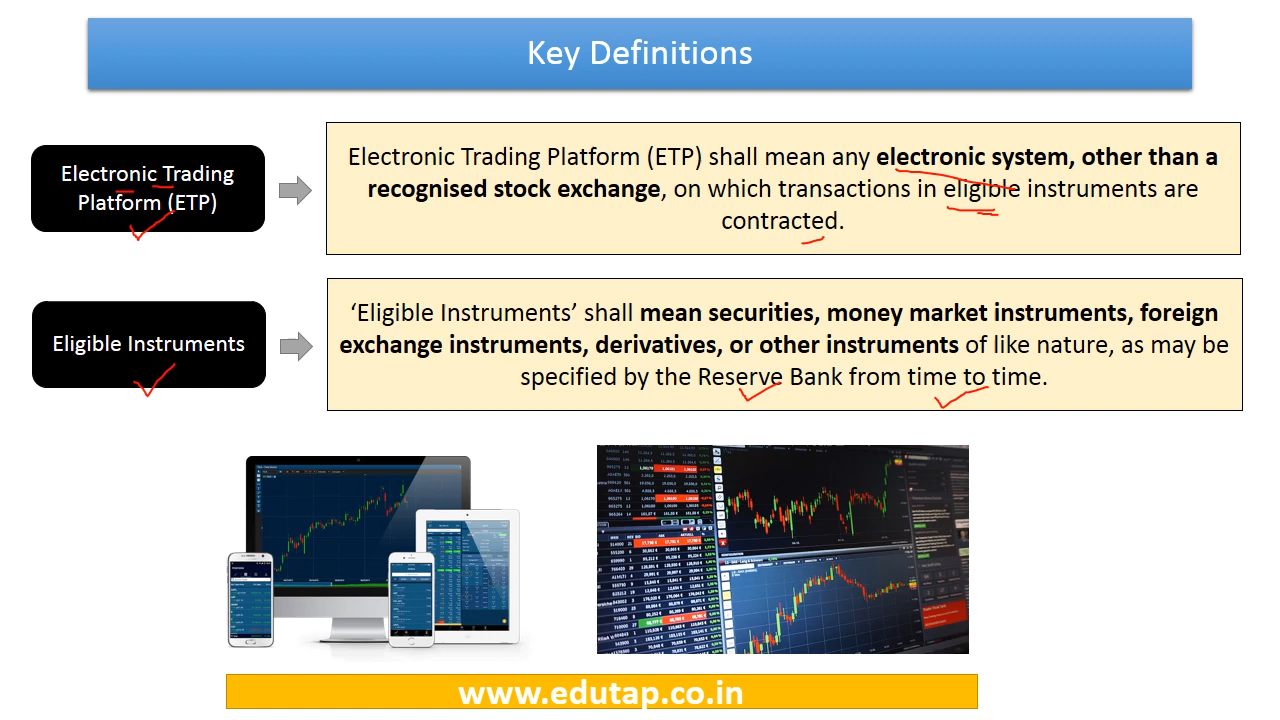 Key Definitions
Electronic Trading
Platform (ETP)
Electronic Trading Platform (ETP) shall mean any electronic system, other than a
recognised stock exchange, on which transactions in eligible instruments are
contracted.
Eligible Instruments
‘Eligible Instruments’ shall mean securities, money market instruments, foreign
exchange instruments, derivatives, or other instruments of like nature, as may be
specified by the Reserve Bank from time to time.
www.edutap.co.in